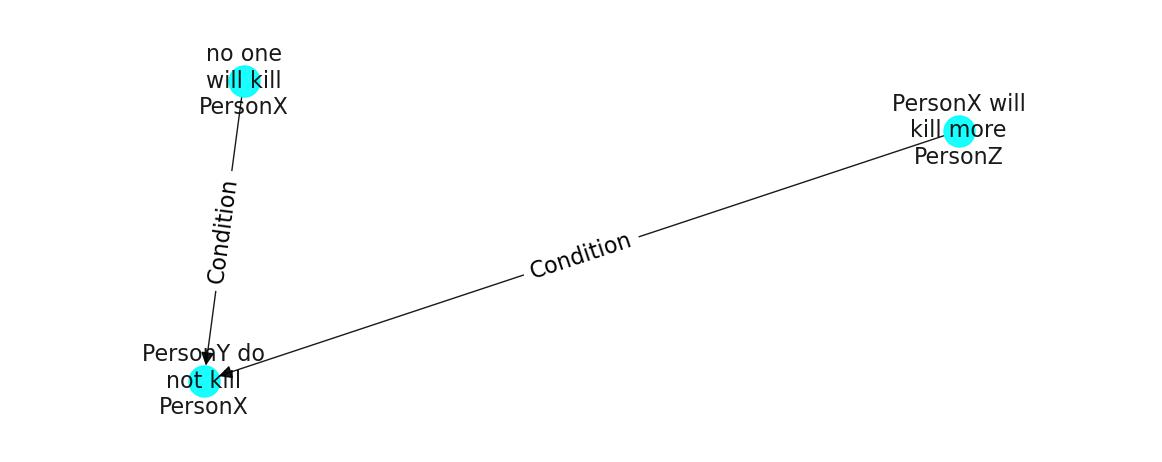 no one
will kill
PersonX
PersonX will
kill more
PersonZ
Condition
Condition
PersonY do
not kill
PersonX